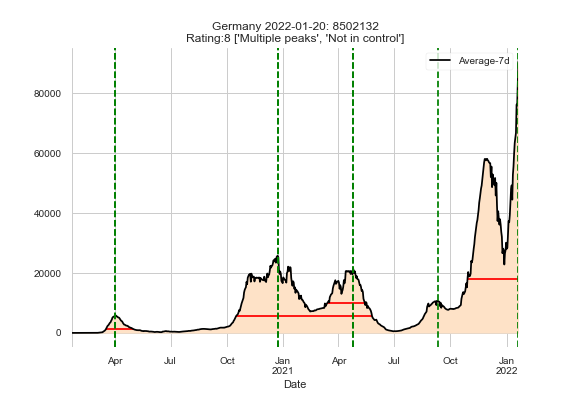 Germany 2022-01-20: 8502132
Rating:8 ['Multiple peaks', 'Not in control']
Average-7d
80000
60000
40000
20000
0
Apr Jul Oct Jan Apr Jul Oct Jan
2021 2022
Date